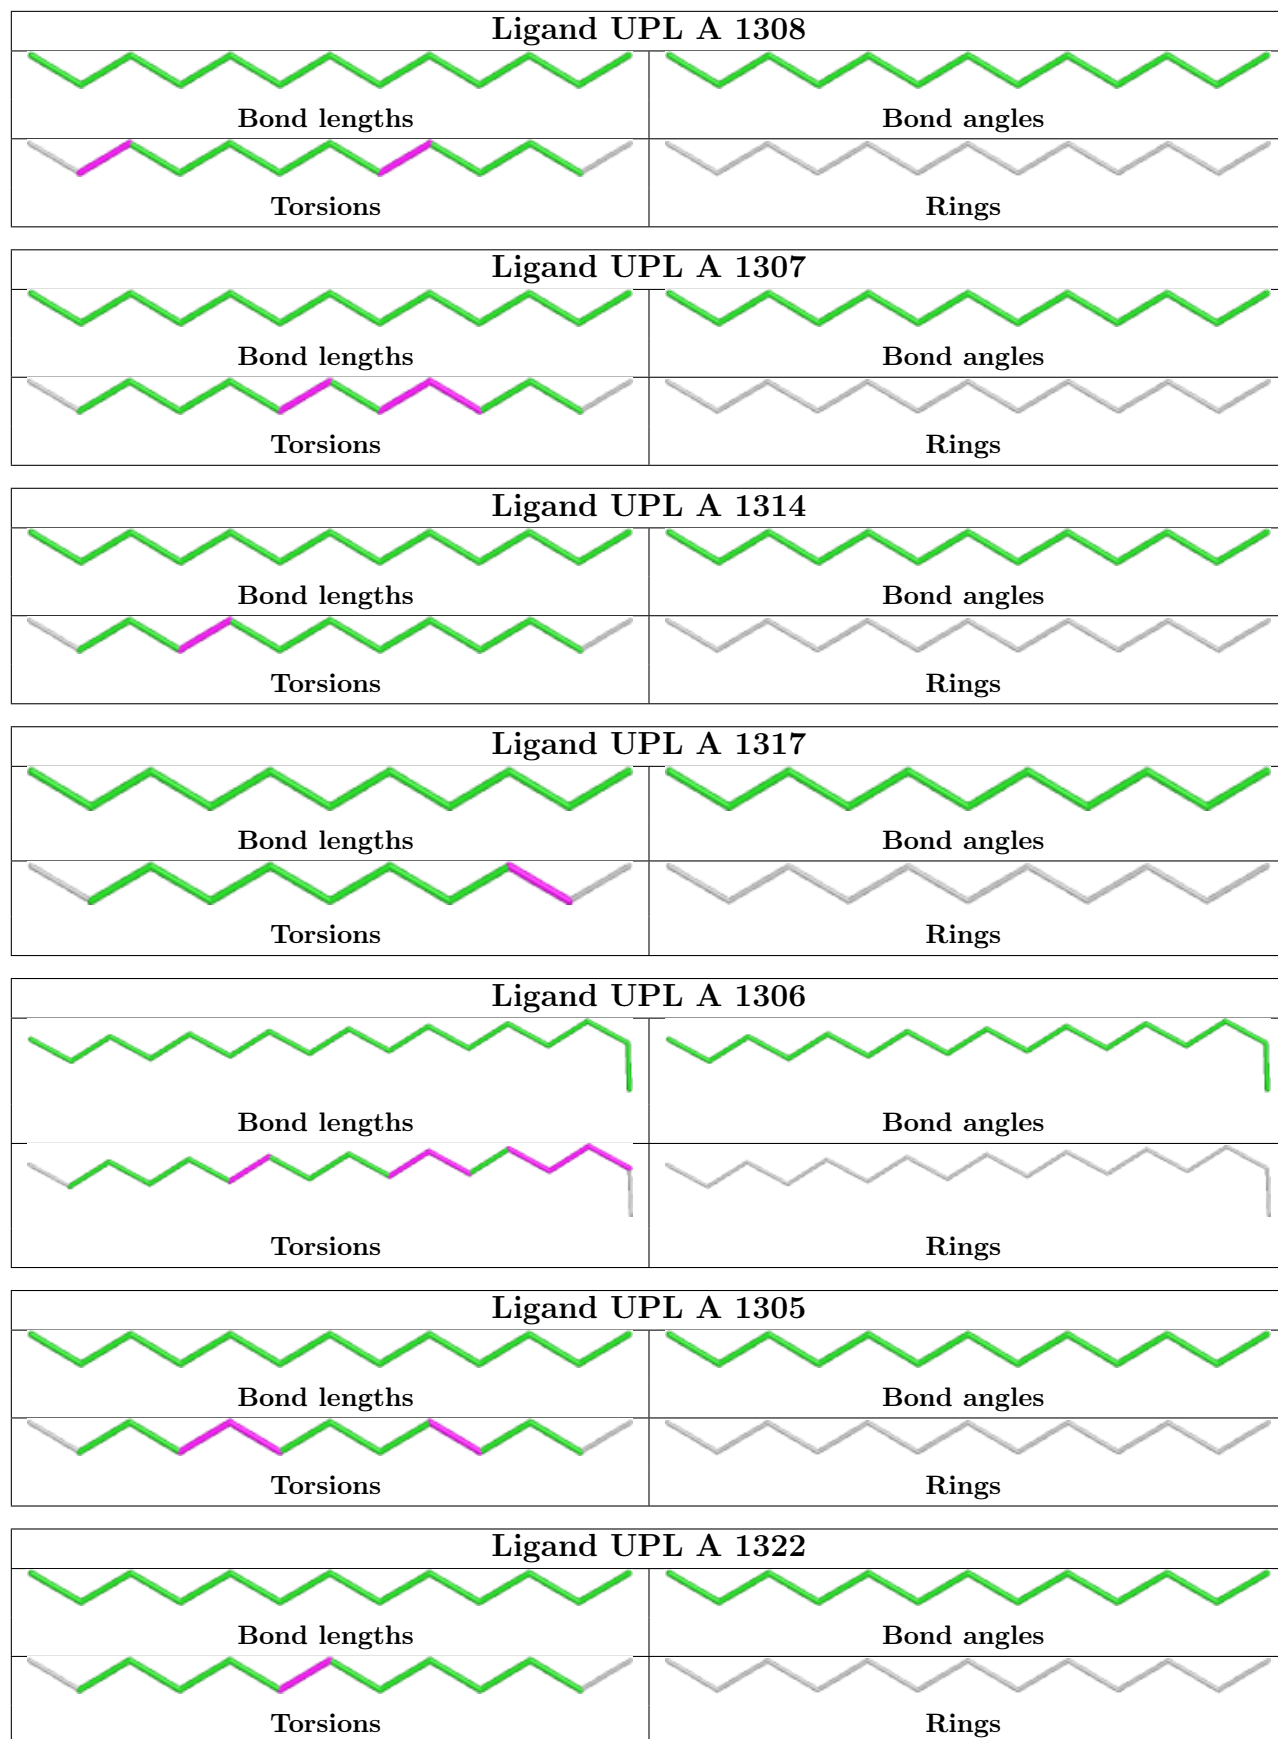 Ligand UPL A 1308
Bond lengths Bond angles
Torsions Rings
Ligand UPL A 1307
Bond lengths Bond angles
Torsions Rings
Ligand UPL A 1314
Bond lengths Bond angles
Torsions Rings
Ligand UPL A 1317
Bond lengths Bond angles
Torsions Rings
Ligand UPL A 1306
Bond lengths Bond angles
Torsions Rings
Ligand UPL A 1305
Bond lengths Bond angles
Torsions Rings
Ligand UPL A 1322
Bond lengths Bond angles
Torsions Rings